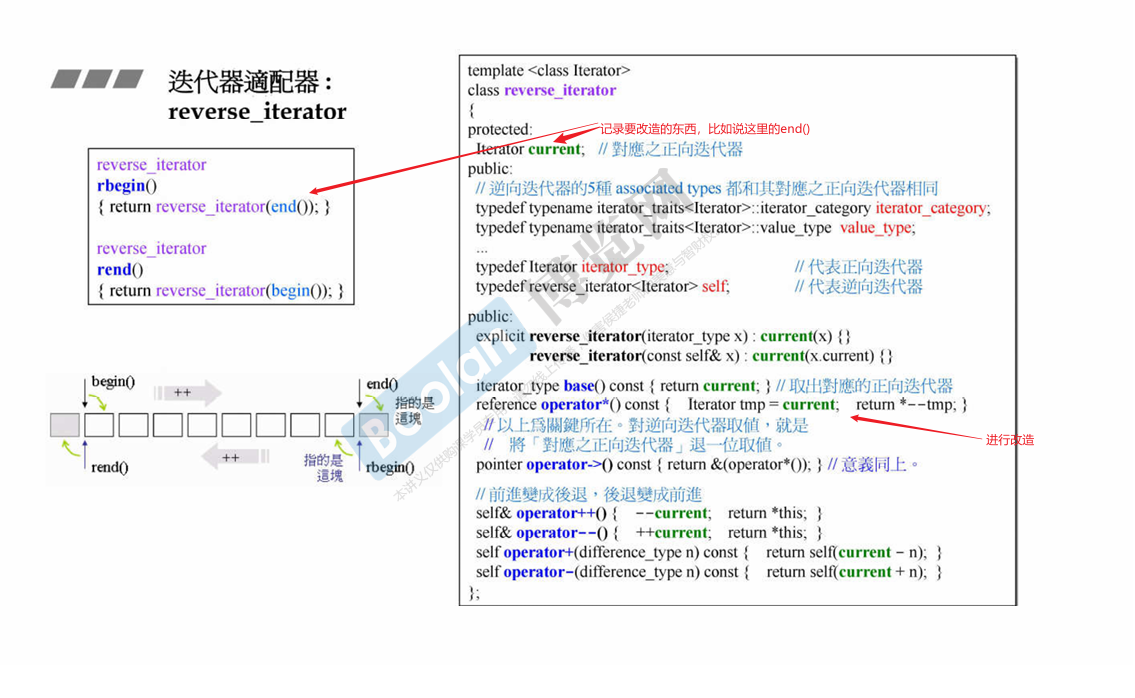 迭代器適配器：
reverse_iterator
reverse_iterator
rbegin()
{ return reverse_iterator(end()); }
reverse_iterator
rend()
{ return reverse_iterator(begin()); }
begin()
++
end()
指的是
這塊
rend()
++
指的是
這塊
rbegin()
template <class Iterator>
class reverse_iterator
{
protected:
记录要改造的东西，比如说这里的end()
Iterator current; // 對應之正向迭代器
public:
// 逆向迭代器的5種 associated types 都和其對應之正向迭代器相同
typedef typename iterator_traits<Iterator>::iterator_category iterator_category;
typedef typename iterator_traits<Iterator>::value_type value_type;
...
typedef Iterator iterator_type; // 代表正向迭代器
typedef reverse_iterator<Iterator> self; // 代表逆向迭代器
public:
explicit reverse_iterator(iterator_type x) : current(x) {}
reverse_iterator(const self& x) : current(x.current) {}
iterator_type base() const { return current; } // 取出對應的正向迭代器
reference operator*() const { Iterator tmp = current; return *--tmp; }
// 以上爲關鍵所在。對逆向迭代器取值，就是
// 將「對應之正向迭代器」退一位取值。
进行改造
pointer operator->() const { return &(operator*()); } // 意義同上。
// 前進變成後退，後退變成前進
self& operator++() { --current; return *this; }
self& operator--() { ++current; return *this; }
self operator+(difference_type n) const { return self(current - n); }
self operator-(difference_type n) const { return self(current + n); }
};
Boolan
博览网